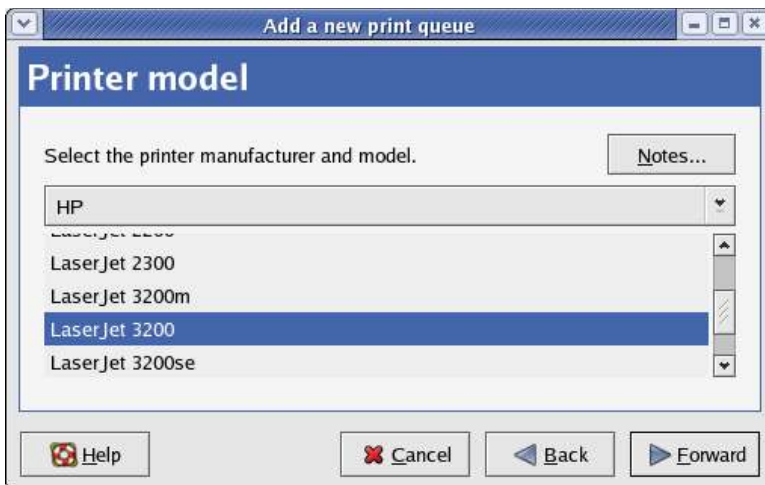 Add a new print queue
Printer model
Select the printer manufacturer and model.
Notes...
HP
LaserJet 2300
LaserJet 3200m
LaserJet 3200
LaserJet 3200se
Help
Cancel
Back
Forward